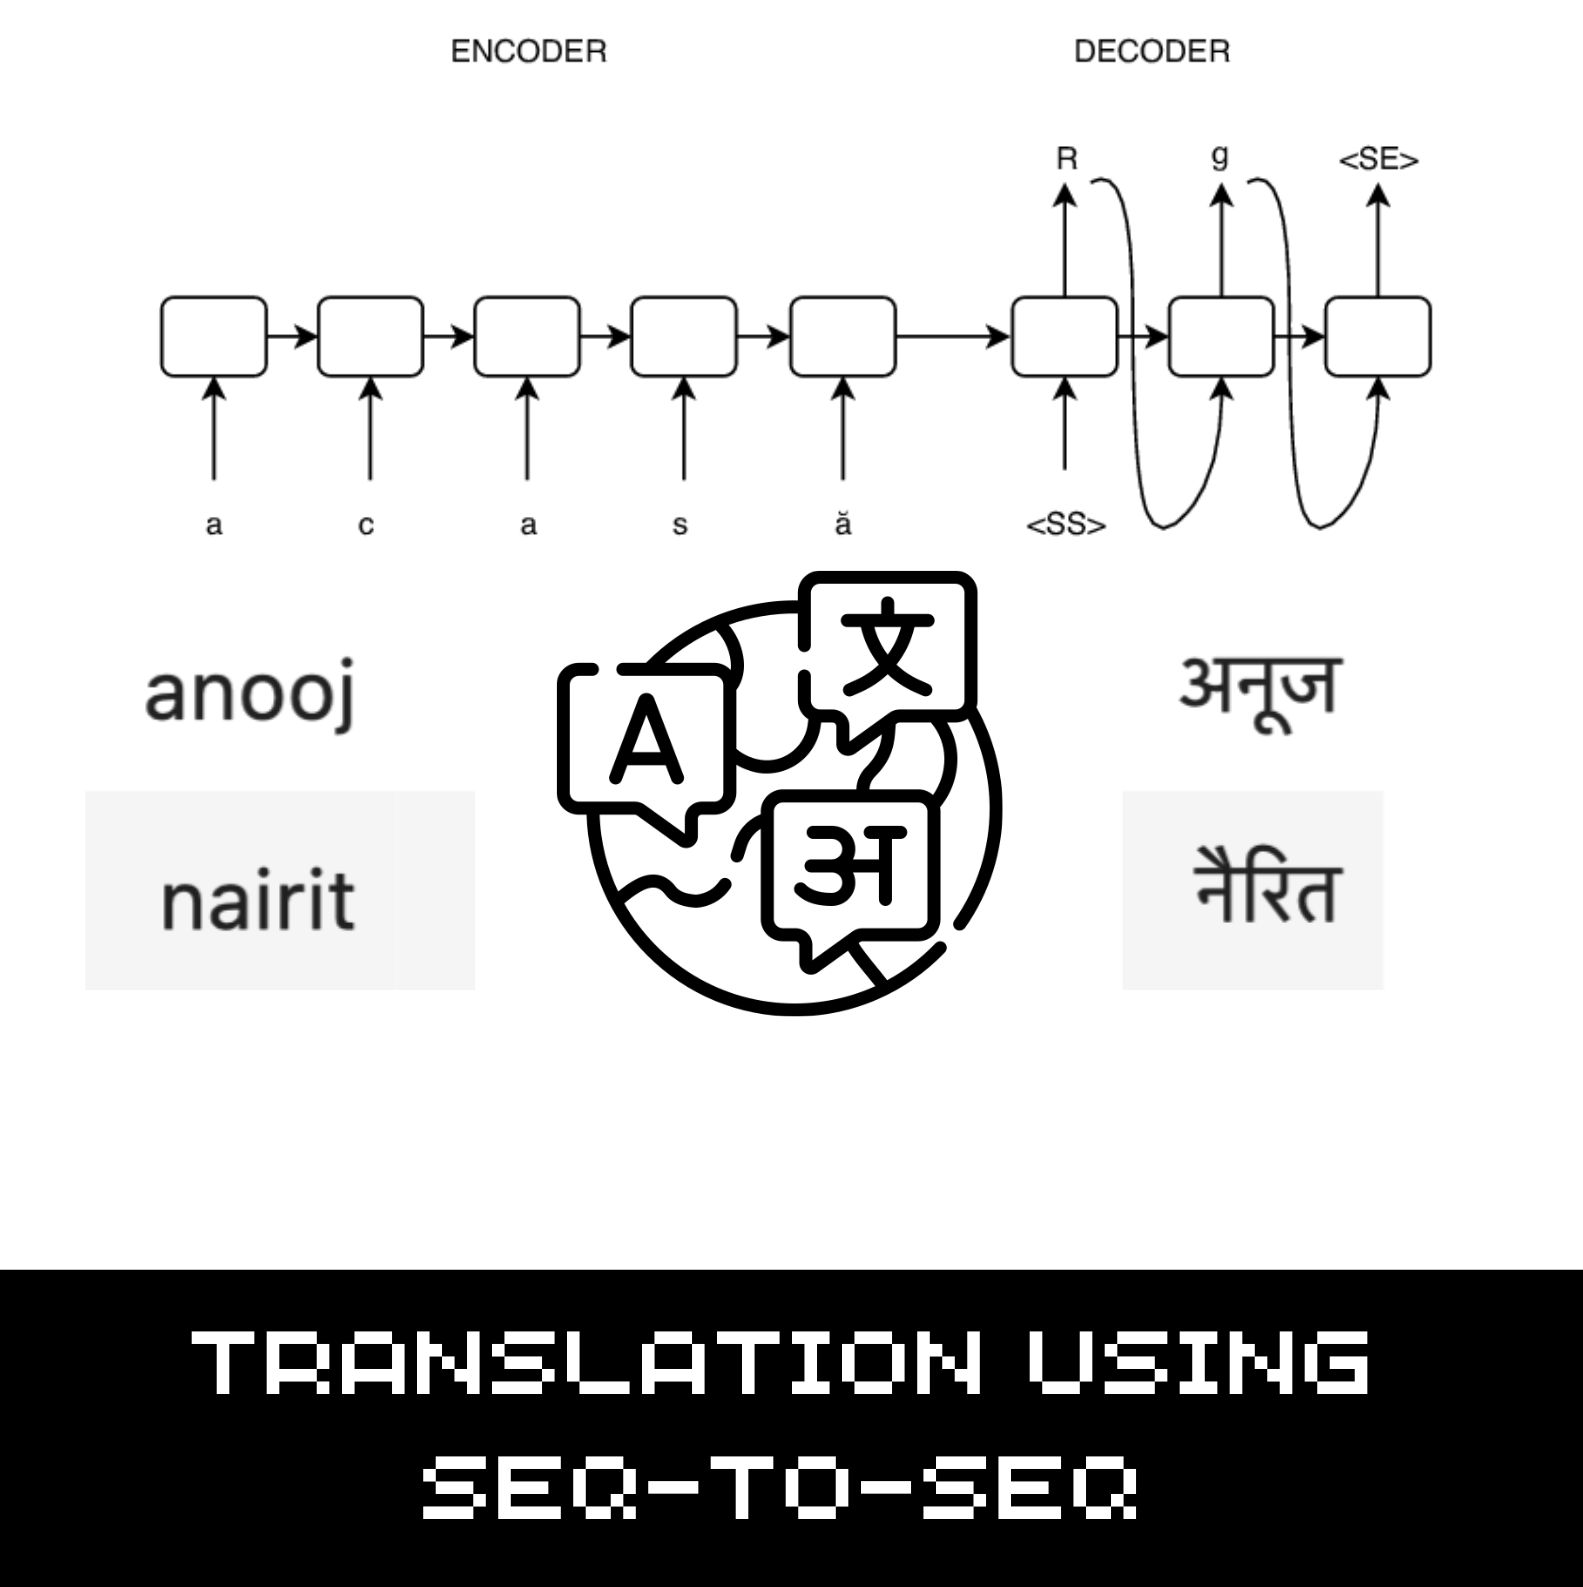 ENCODER DECODER
R g <SE>
a c a s ă <SS>
文
A
अ
anooj अनूज
nairit नैरित
TRANSLATION USING
SEQ-TO-SEQ